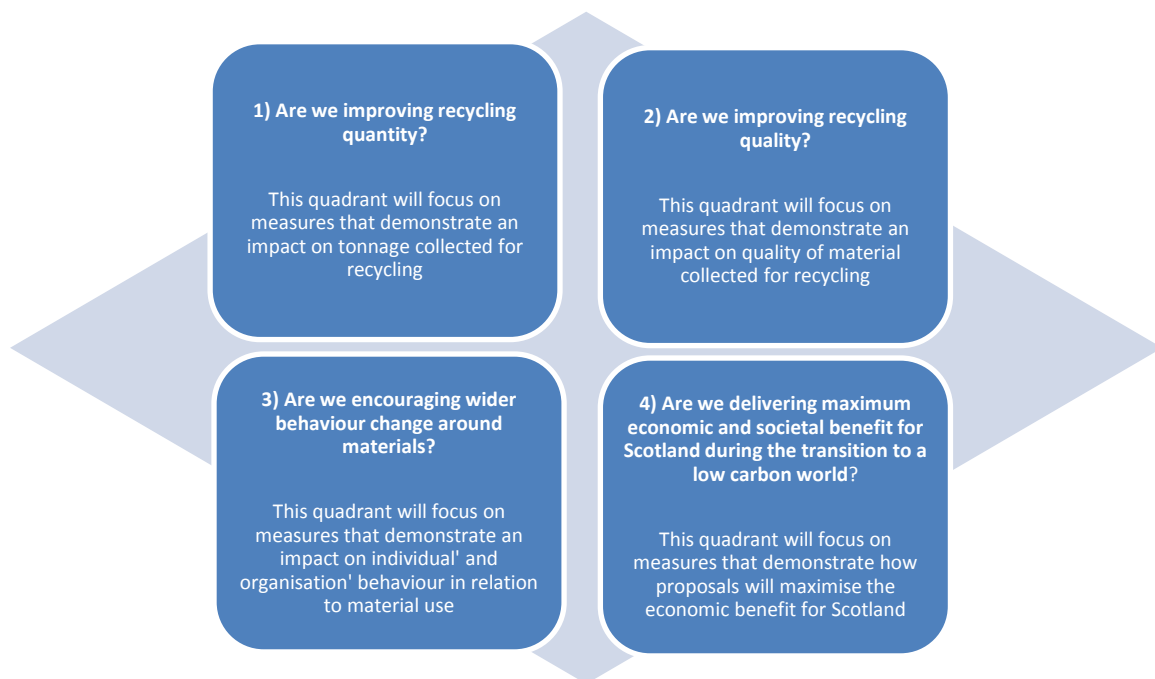 1) Are we improving recycling
quantity?
This quadrant will focus on
measures that demonstrate an
impact on tonnage collected for
recycling
2) Are we improving recycling
quality?
This quadrant will focus on
measures that demonstrate an
impact on quality of material
collected for recycling
3) Are we encouraging wider
behaviour change around
materials?
This quadrant will focus on
measures that demonstrate an
impact on individual' and
organisation' behaviour in relation
to material use
4) Are we delivering maximum
economic and societal benefit for
Scotland during the transition to a
low carbon world?
This quadrant will focus on
measures that demonstrate how
proposals will maximise the
economic benefit for Scotland